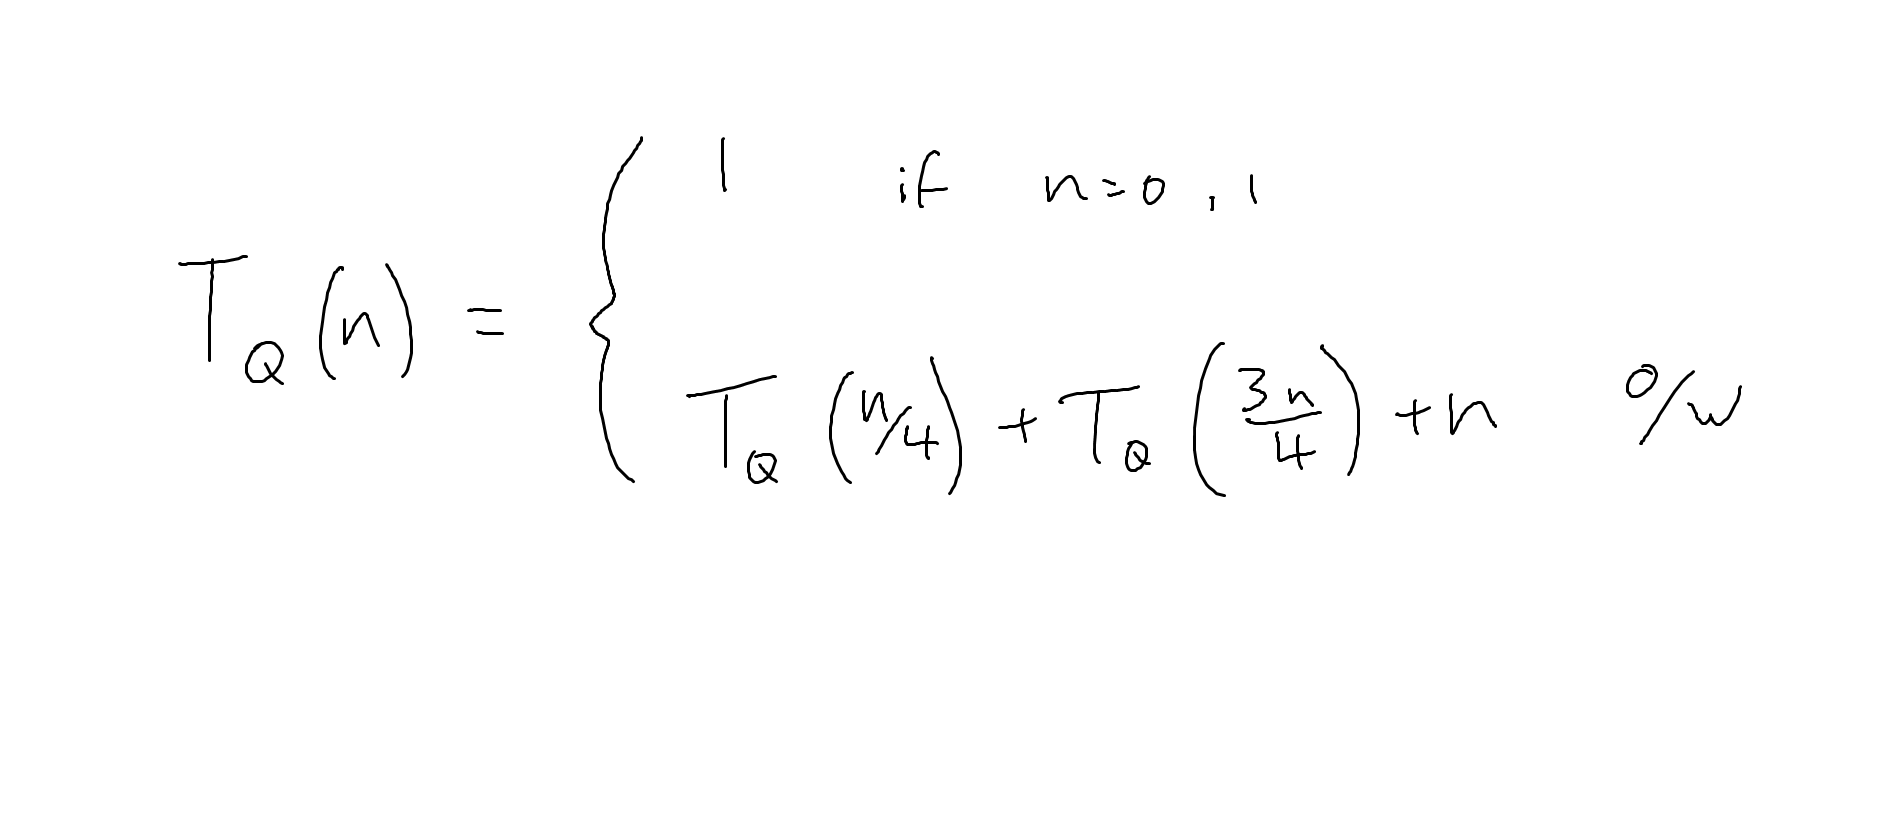 1 if n=0,1
T_Q(n) = {
T_Q(n/4) + T_Q(3n/4) + n o/w